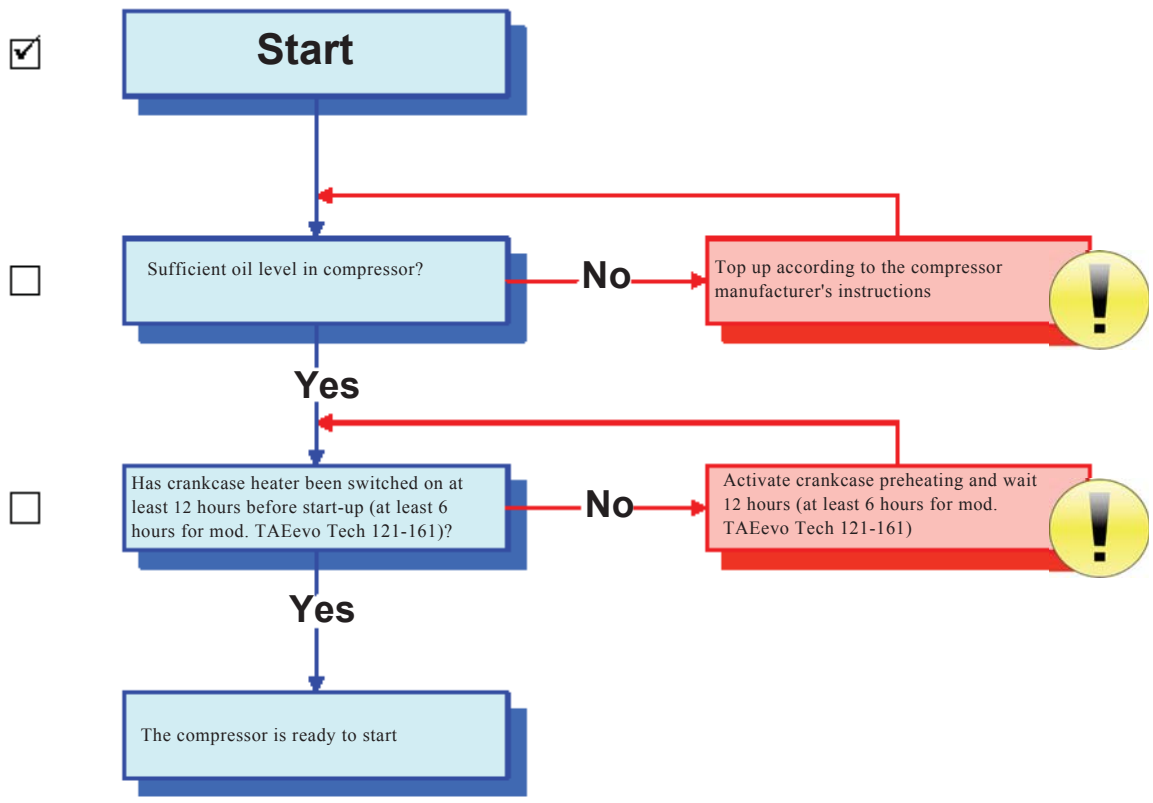 Start
Sufficient oil level in compressor?
No
Top up according to the compressor
manufacturer's instructions
Yes
Has crankcase heater been switched on at
least 12 hours before start-up (at least 6
hours for mod. TAEevo Tech 121-161)?
No
Activate crankcase preheating and wait
12 hours (at least 6 hours for mod.
TAEevo Tech 121-161)
Yes
The compressor is ready to start